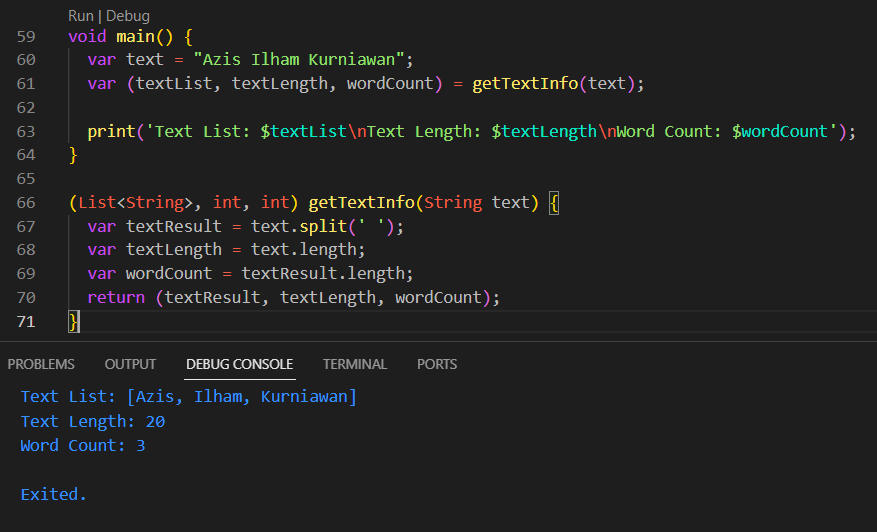 Run | Debug
59 void main() {
60   var text = "Azis Ilham Kurniawan";
61   var (textList, textLength, wordCount) = getTextInfo(text);
62
63   print('Text List: $textList\nText Length: $textLength\nWord Count: $wordCount');
64 }
65
66 (List<String>, int, int) getTextInfo(String text) {
67   var textResult = text.split(' ');
68   var textLength = text.length;
69   var wordCount = textResult.length;
70   return (textResult, textLength, wordCount);
71 }
PROBLEMS OUTPUT DEBUG CONSOLE TERMINAL PORTS
Text List: [Azis, Ilham, Kurniawan]
Text Length: 20
Word Count: 3
Exited.